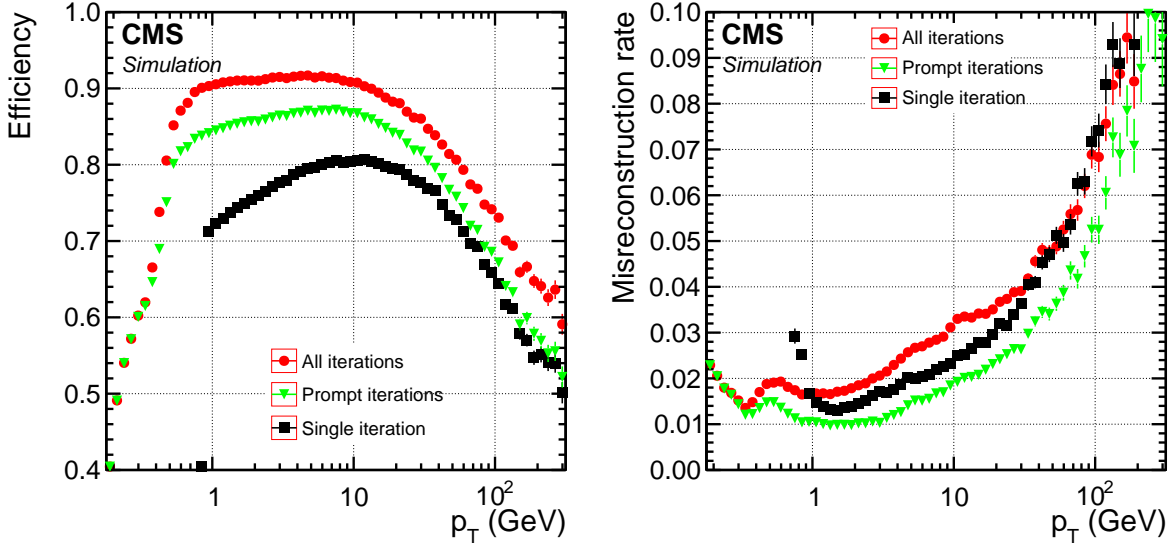 Efficiency
1.0
0.9
0.8
0.7
0.6
0.5
0.4
CMS
Simulation
All iterations
Prompt iterations
Single iteration
1 10 10²
p_T (GeV)
Misreconstruction rate
0.10
0.09
0.08
0.07
0.06
0.05
0.04
0.03
0.02
0.01
0.00
CMS
Simulation
All iterations
Prompt iterations
Single iteration
1 10 10²
p_T (GeV)